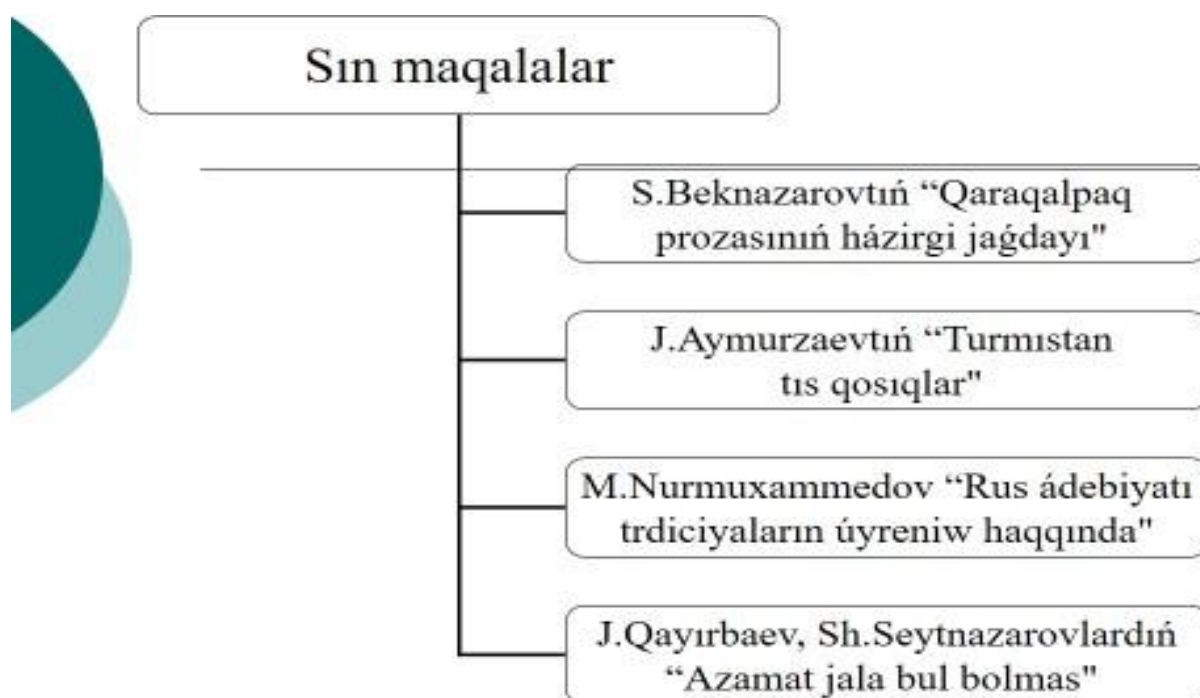 Sın maqalalar
S.Beknazarovtıń “Qaraqalpaq
prozasınıń házirgi jaǵdayı"
J.Aymurzaevtıń “Turmıstan
tıs qosıqlar"
M.Nurmuxammedov “Rus ádebiyatı
trdiciyaların úyreniw haqqında"
J.Qayırbaev, Sh.Seytnazarovlardıń
“Azamat jala bul bolmas"